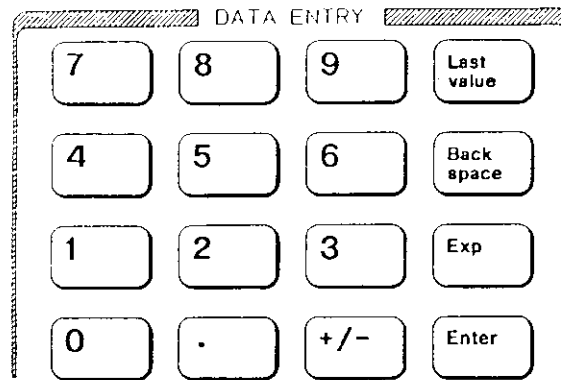 DATA ENTRY
7 8 9 Last value
4 5 6 Back space
1 2 3 Exp
0 . +/- Enter